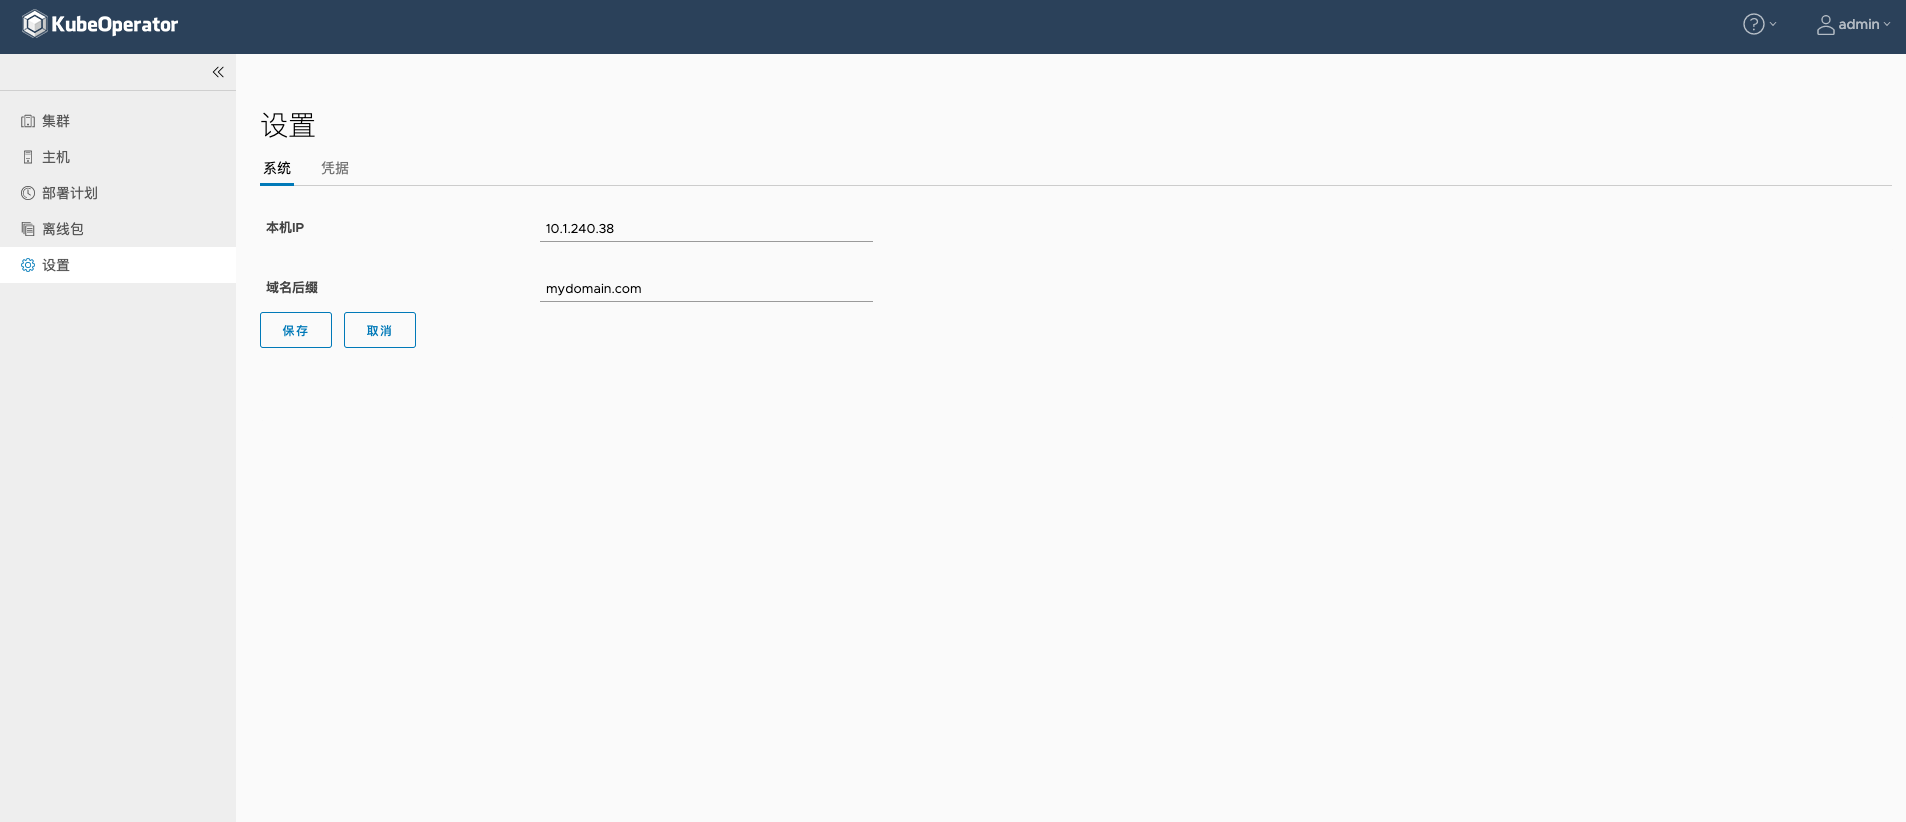 KubeOperator
admin
集群
主机
部署计划
离线包
设置
设置
系统 凭据
本机IP 10.1.240.38
域名后缀 mydomain.com
保存 取消